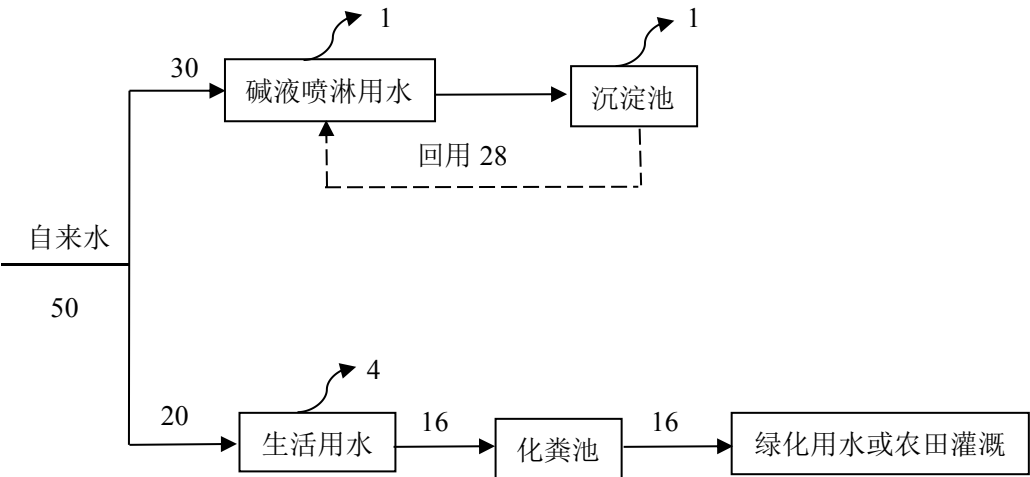 1
1
30
碱液喷淋用水
沉淀池
回用 28
自来水
50
4
20
生活用水
16
化粪池
16
绿化用水或农田灌溉